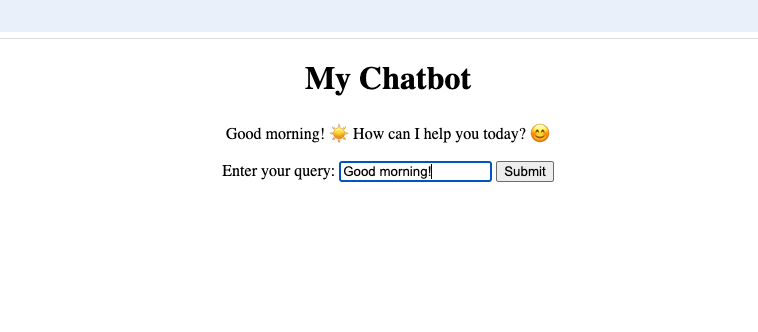 My Chatbot
Good morning! ☀️ How can I help you today? 😊
Enter your query: Good morning! Submit